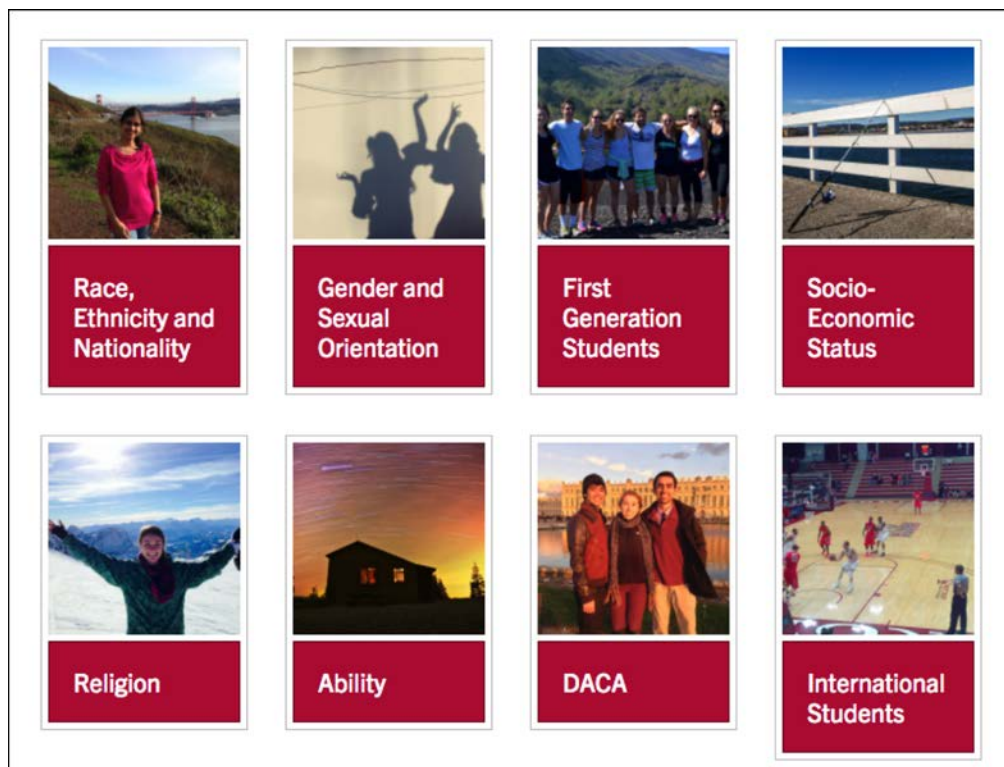 Race,
Ethnicity and
Nationality
Gender and
Sexual
Orientation
First
Generation
Students
Socio-
Economic
Status
Religion
Ability
DACA
International
Students